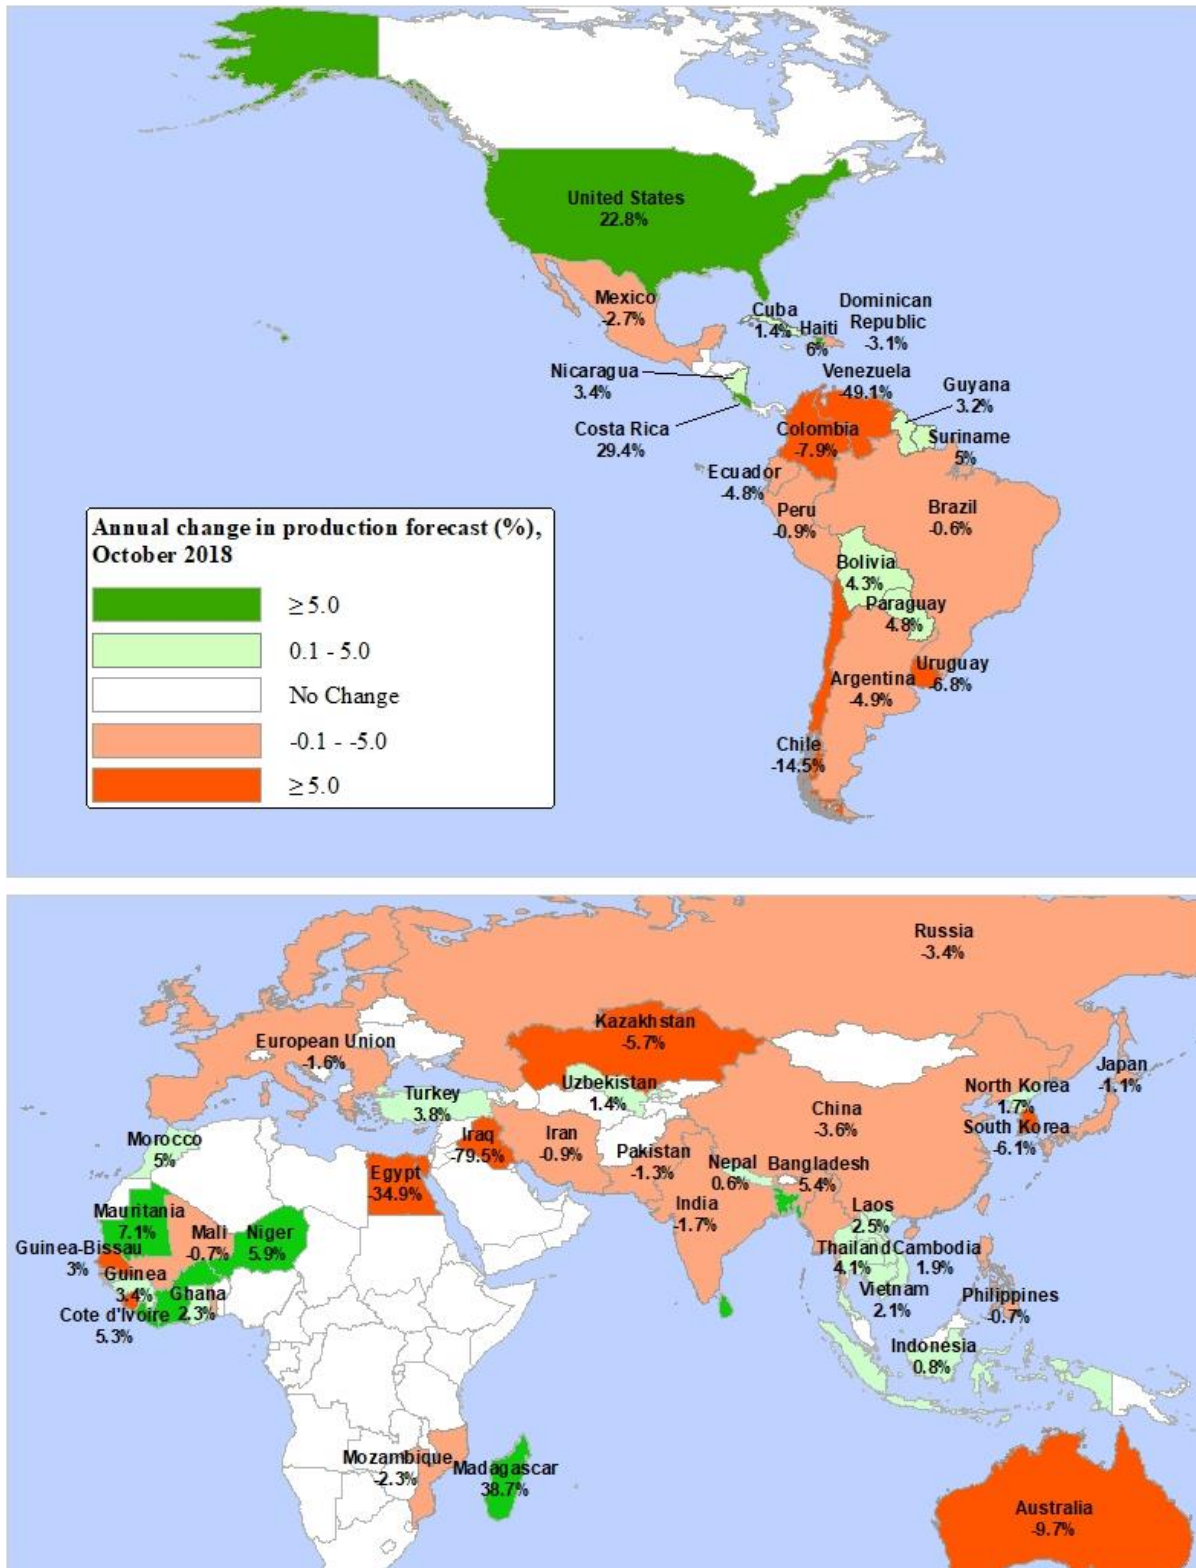 United States
22.8%
Mexico
-2.7%
Cuba
1.4%
Haiti
6%
Dominican
Republic
-3.1%
Nicaragua
3.4%
Venezuela
-49.1%
Guyana
3.2%
Costa Rica
29.4%
Colombia
-7.9%
Suriname
5%
Ecuador
-4.8%
Peru
-0.9%
Brazil
-0.6%
Bolivia
4.3%
Paraguay
4.8%
Uruguay
-6.8%
Argentina
-4.9%
Chile
-14.5%
Annual change in production forecast (%),
October 2018
≥ 5.0
0.1 - 5.0
No Change
-0.1 - -5.0
≥ 5.0
Russia
-3.4%
European Union
-1.6%
Kazakhstan
-5.7%
Turkey
3.8%
Uzbekistan
1.4%
Japan
-1.1%
North Korea
1.7%
South Korea
-6.1%
China
-3.6%
Morocco
5%
Iraq
-79.5%
Iran
-0.9%
Pakistan
-1.3%
Egypt
-34.9%
Nepal
0.6%
Bangladesh
5.4%
India
-1.7%
Laos
2.5%
Mauritania
7.1%
Mali
-0.7%
Niger
5.9%
Guinea-Bissau
3%
Guinea
3.4%
Ghana
2.3%
Cote d'Ivoire
5.3%
Thailand
4.1%
Cambodia
1.9%
Vietnam
2.1%
Philippines
-0.7%
Indonesia
0.8%
Mozambique
-2.3%
Madagascar
38.7%
Australia
-9.7%